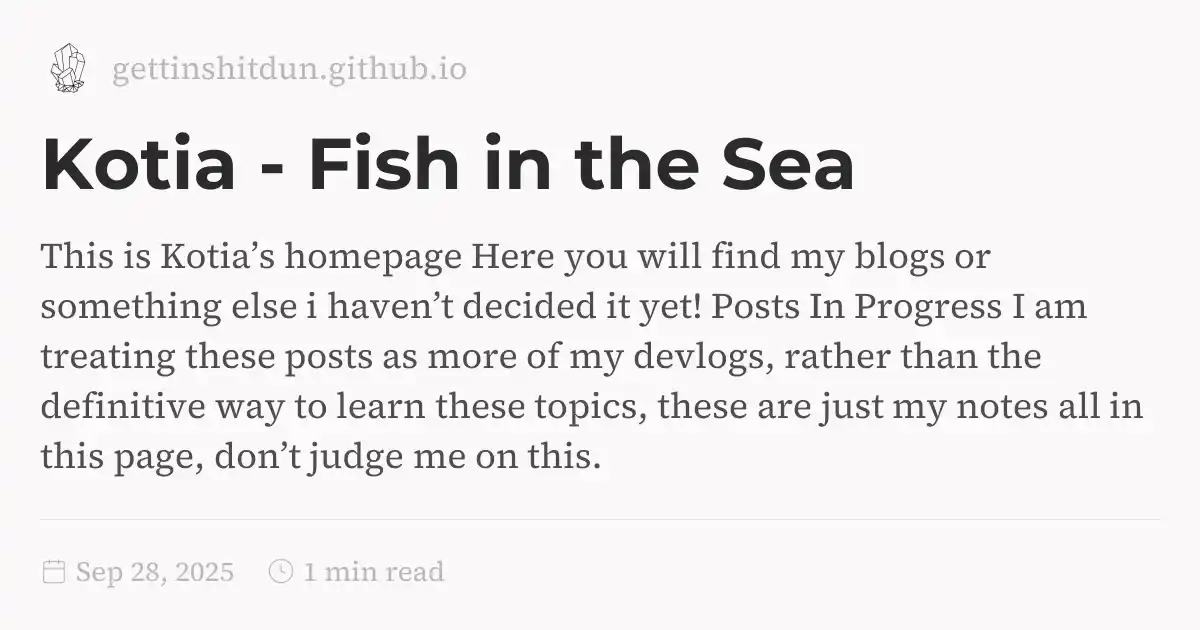 gettinshitdun.github.io
Kotia - Fish in the Sea
This is Kotia’s homepage Here you will find my blogs or
something else i haven’t decided it yet! Posts In Progress I am
treating these posts as more of my devlogs, rather than the
definitive way to learn these topics, these are just my notes all in
this page, don’t judge me on this.
Sep 28, 2025 1 min read